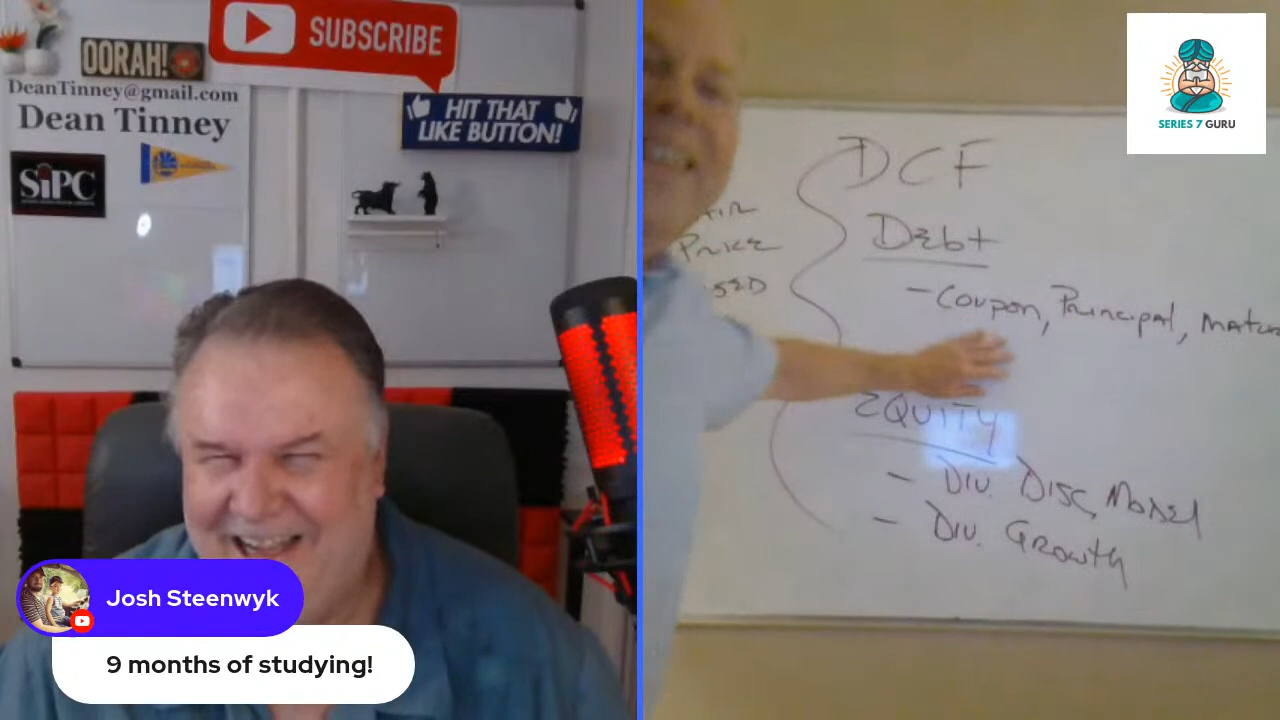 OORAH!
SUBSCRIBE
DeanTinney@gmail.com
Dean Tinney
HIT THAT
LIKE BUTTON!
SiPC
Josh Steenwyk
9 months of studying!
SERIES 7 GURU
DCF
Debt
- Coupon, Principal,
Price
EQUITY
- Div. Disc. Model
- Div. Growth